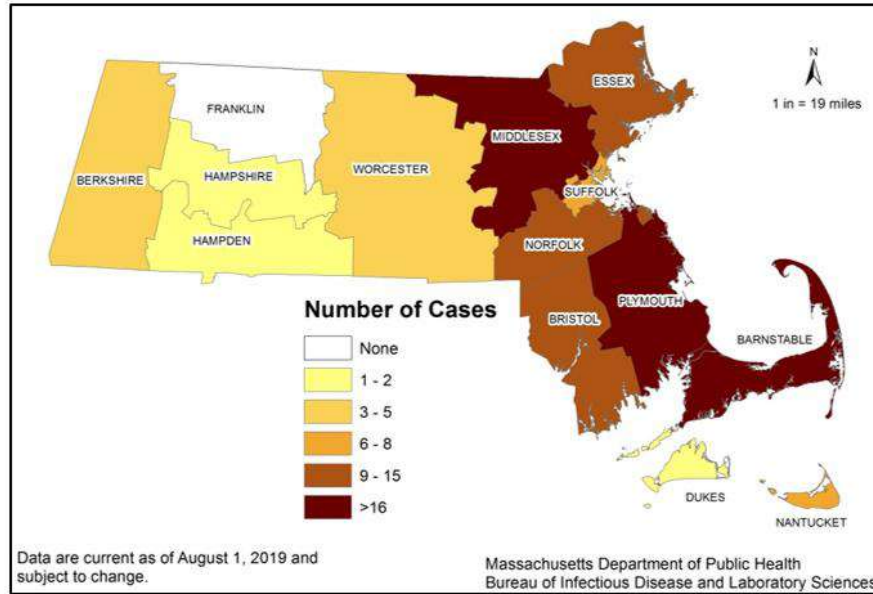 N
1 in = 19 miles
ESSEX
FRANKLIN
MIDDLESEX
BERKSHIRE
HAMPSHIRE
WORCESTER
SUFFOLK
HAMPDEN
NORFOLK
PLYMOUTH
BRISTOL
BARNSTABLE
DUKES
NANTUCKET
Number of Cases
None
1 - 2
3 - 5
6 - 8
9 - 15
>16
Data are current as of August 1, 2019 and
subject to change.
Massachusetts Department of Public Health
Bureau of Infectious Disease and Laboratory Sciences